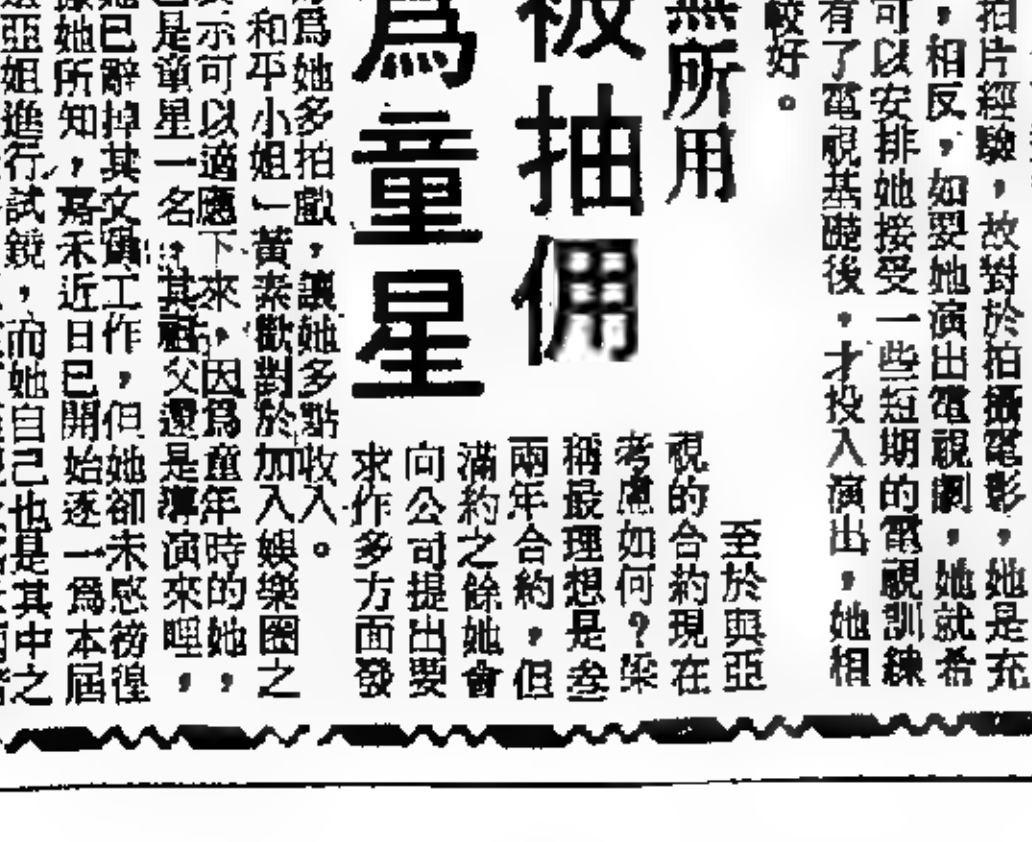 拍片經驗，故對於拍攝電影，她是充
，相反，如要她演出電視劇，她就希
可以安排她接受一些短期的電視訓練
有了電視基礎後，才投入演出，她相
較好。
無所用
被抽佣
為童星
至於與亞
視的合約現在
考慮如何？梁
稱最理想是叁
兩年合約，但
滿約之餘她會
向公司提出要
求作多方面發
為她多拍戲，讓她多點收入。
和平小姐」黃素歡對於加入娛樂圈之
示可以適應下來，因為童年時的她，
是童星一名，其祖父還是導演來哩，
她已辭掉其文員工作，但她卻未感徬徨
據她所知，嘉禾近日已開始逐一為本屆
亞姐進行試鏡，而她自己也是其中之